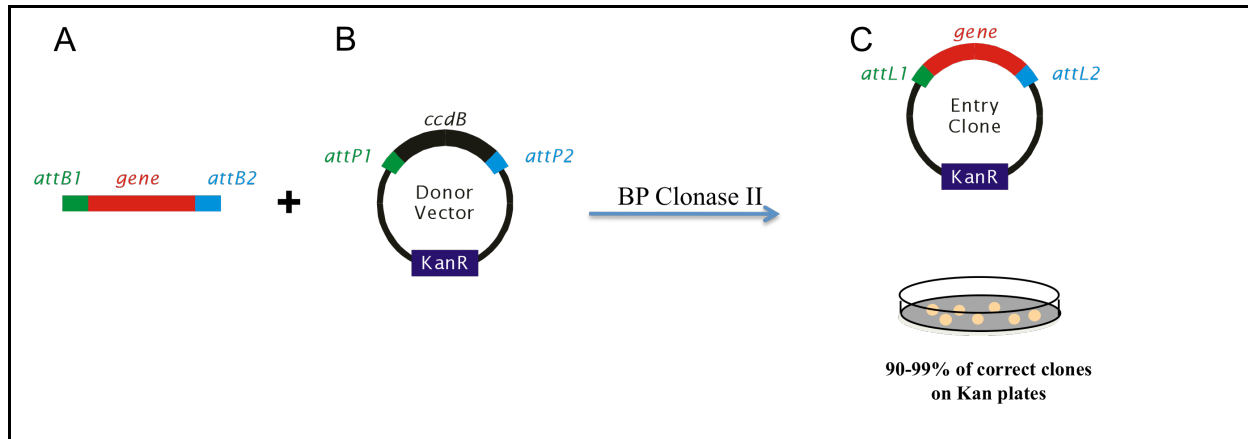 A
attB1
gene
attB2
+
B
ccdB
attP1
attP2
Donor
Vector
KanR
BP Clonase II
C
gene
attL1
attL2
Entry
Clone
KanR
90-99% of correct clones
on Kan plates